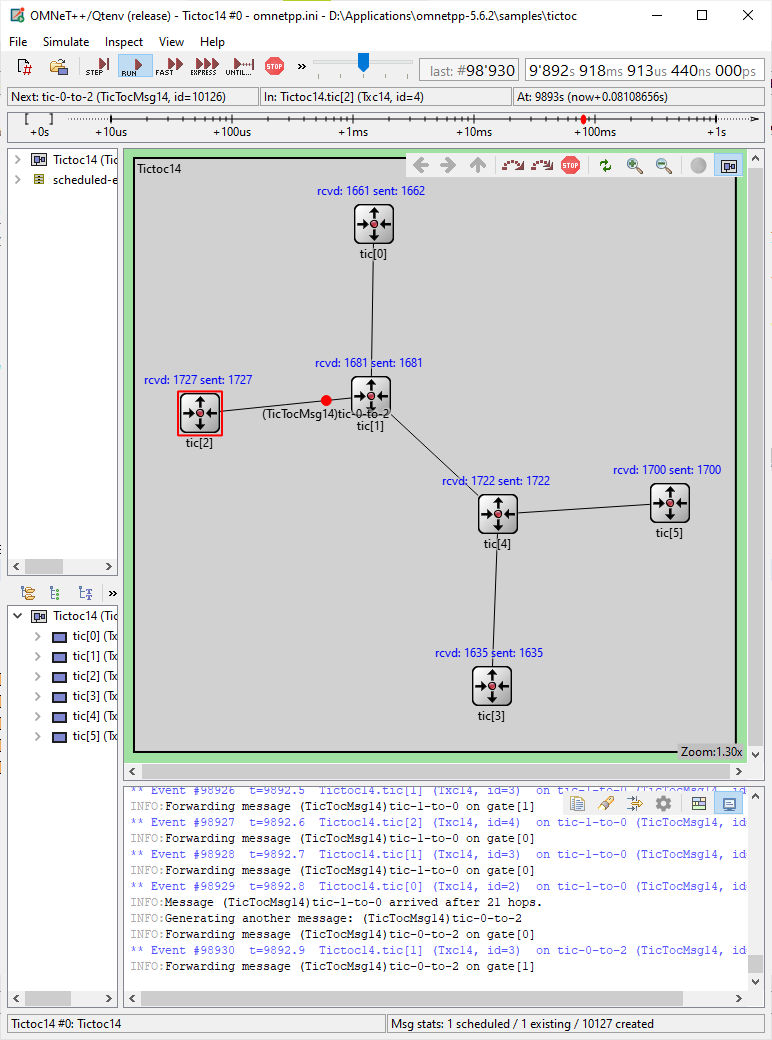 OMNeT++/Qtenv (release) - Tictoc14 #0 - omnetpp.ini - D:\Applications\omnetpp-5.6.2\samples\tictoc
File Simulate Inspect View Help
STEP RUN FAST EXPRESS UNTIL... STOP » last: #98'930 9'892s 918ms 913us 440ns 000ps
Next: tic-0-to-2 (TicTocMsg14, id=10126) In: Tictoc14.tic[2] (Txc14, id=4) At: 9893s (now+0.08108656s)
+0s +10us +100us +1ms +10ms +100ms +1s
Tictoc14 (Tic
scheduled-e
Tictoc14
STOP
rcvd: 1661 sent: 1662
tic[0]
rcvd: 1681 sent: 1681
rcvd: 1727 sent: 1727
(TicTocMsg14)tic-0-to-2
tic[1]
tic[2]
rcvd: 1700 sent: 1700
rcvd: 1722 sent: 1722
tic[5]
tic[4]
rcvd: 1635 sent: 1635
tic[3]
Zoom:1.30x
»
Tictoc14 (Tic
tic[0] (Tx
tic[1] (Tx
tic[2] (Tx
tic[3] (Tx
tic[4] (Tx
tic[5] (Tx
** Event #98926 t=9892.5 Tictoc14.tic[1] (Txc14, id=3) on tic-1-to-0 (TicTocMsg14, id=
INFO:Forwarding message (TicTocMsg14)tic-1-to-0 on gate[1]
** Event #98927 t=9892.6 Tictoc14.tic[2] (Txc14, id=4) on tic-1-to-0 (TicTocMsg14, id=
INFO:Forwarding message (TicTocMsg14)tic-1-to-0 on gate[0]
** Event #98928 t=9892.7 Tictoc14.tic[1] (Txc14, id=3) on tic-1-to-0 (TicTocMsg14, id=
INFO:Forwarding message (TicTocMsg14)tic-1-to-0 on gate[0]
** Event #98929 t=9892.8 Tictoc14.tic[0] (Txc14, id=2) on tic-1-to-0 (TicTocMsg14, id=
INFO:Message (TicTocMsg14)tic-1-to-0 arrived after 21 hops.
INFO:Generating another message: (TicTocMsg14)tic-0-to-2
INFO:Forwarding message (TicTocMsg14)tic-0-to-2 on gate[0]
** Event #98930 t=9892.9 Tictoc14.tic[1] (Txc14, id=3) on tic-0-to-2 (TicTocMsg14, id=
INFO:Forwarding message (TicTocMsg14)tic-0-to-2 on gate[1]
Tictoc14 #0: Tictoc14 Msg stats: 1 scheduled / 1 existing / 10127 created